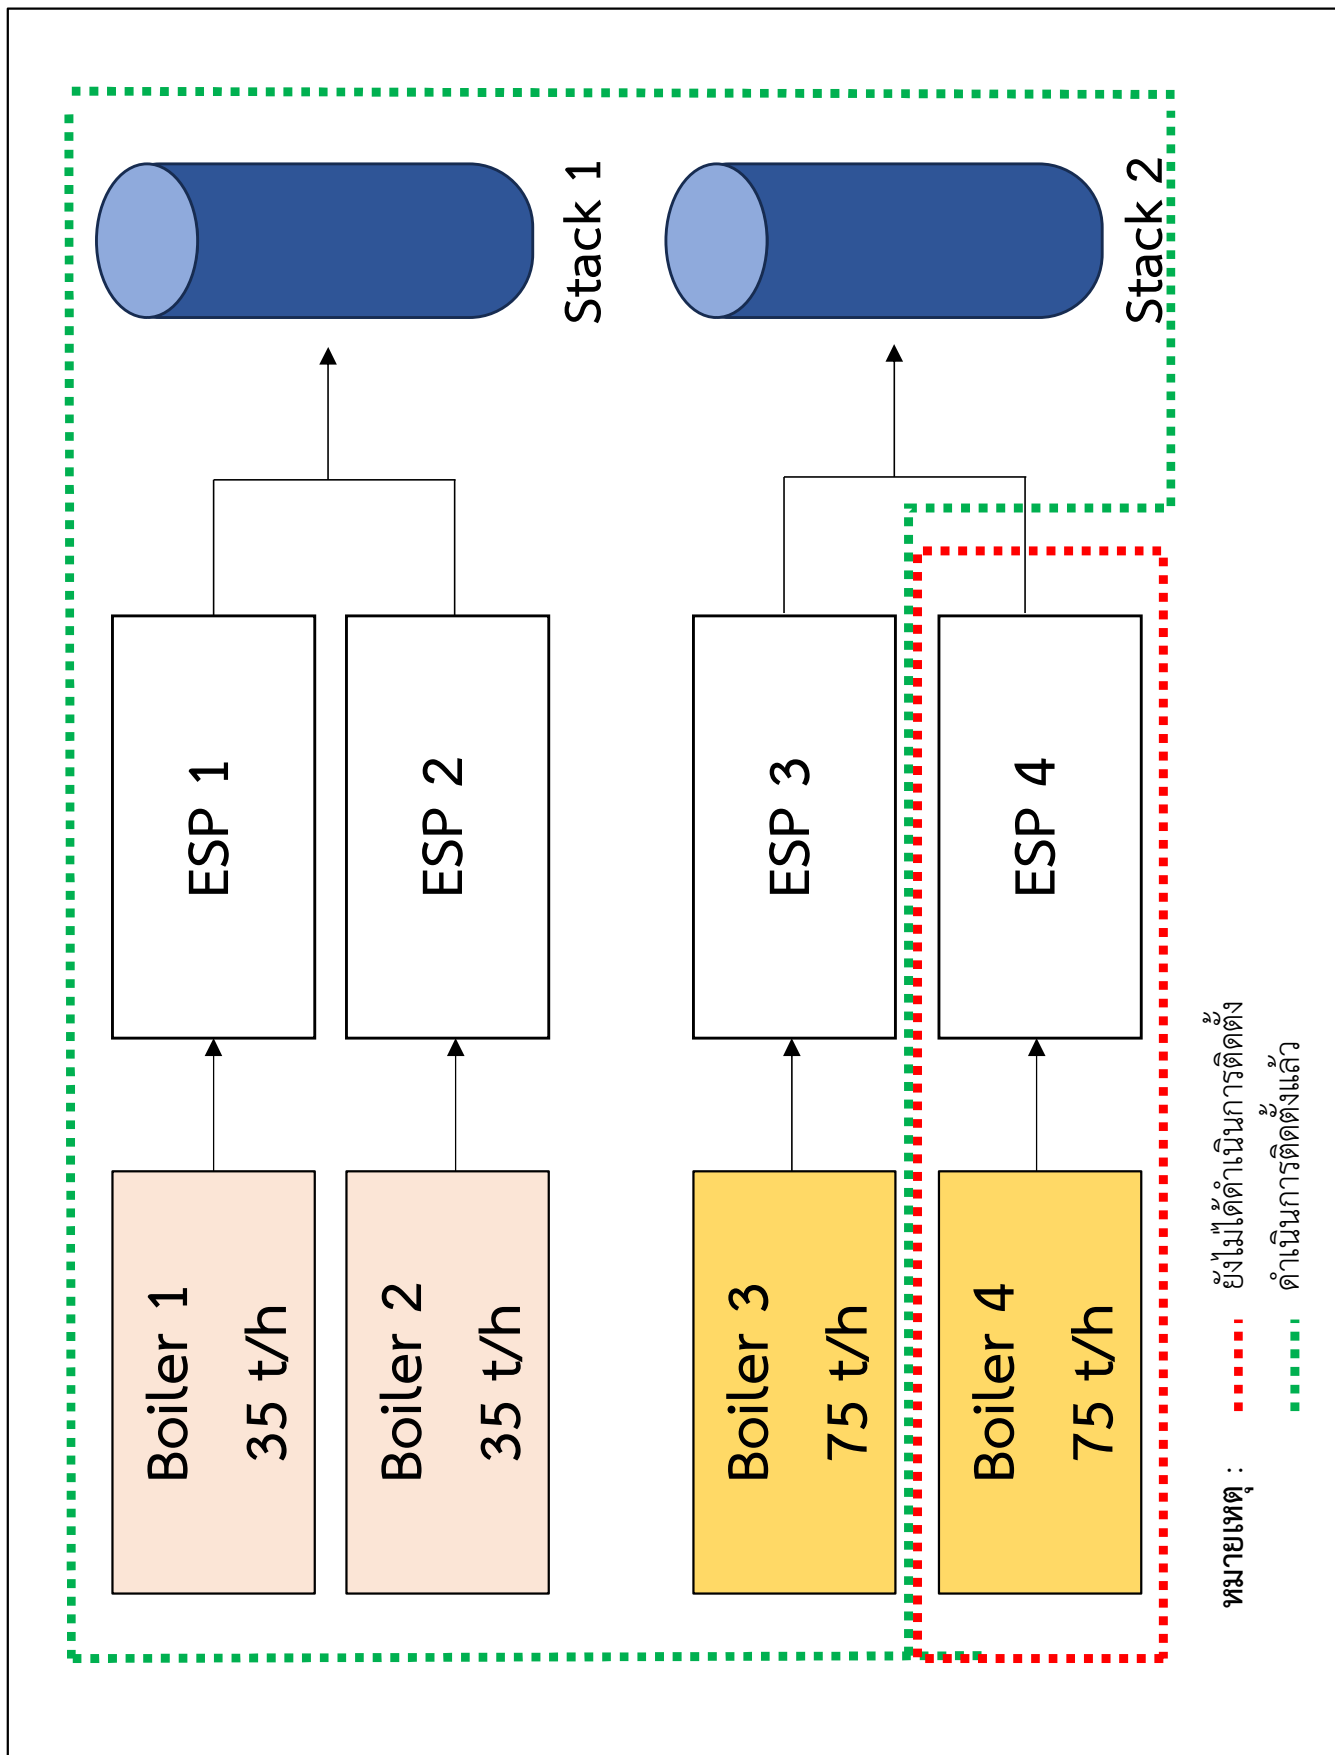 Boiler 1
35 t/h
ESP 1
Boiler 2
35 t/h
ESP 2
Stack 1
Boiler 3
75 t/h
ESP 3
Boiler 4
75 t/h
ESP 4
Stack 2
หมายเหตุ : ยังไม่ได้ดำเนินการติดตั้ง
ดำเนินการติดตั้งแล้ว